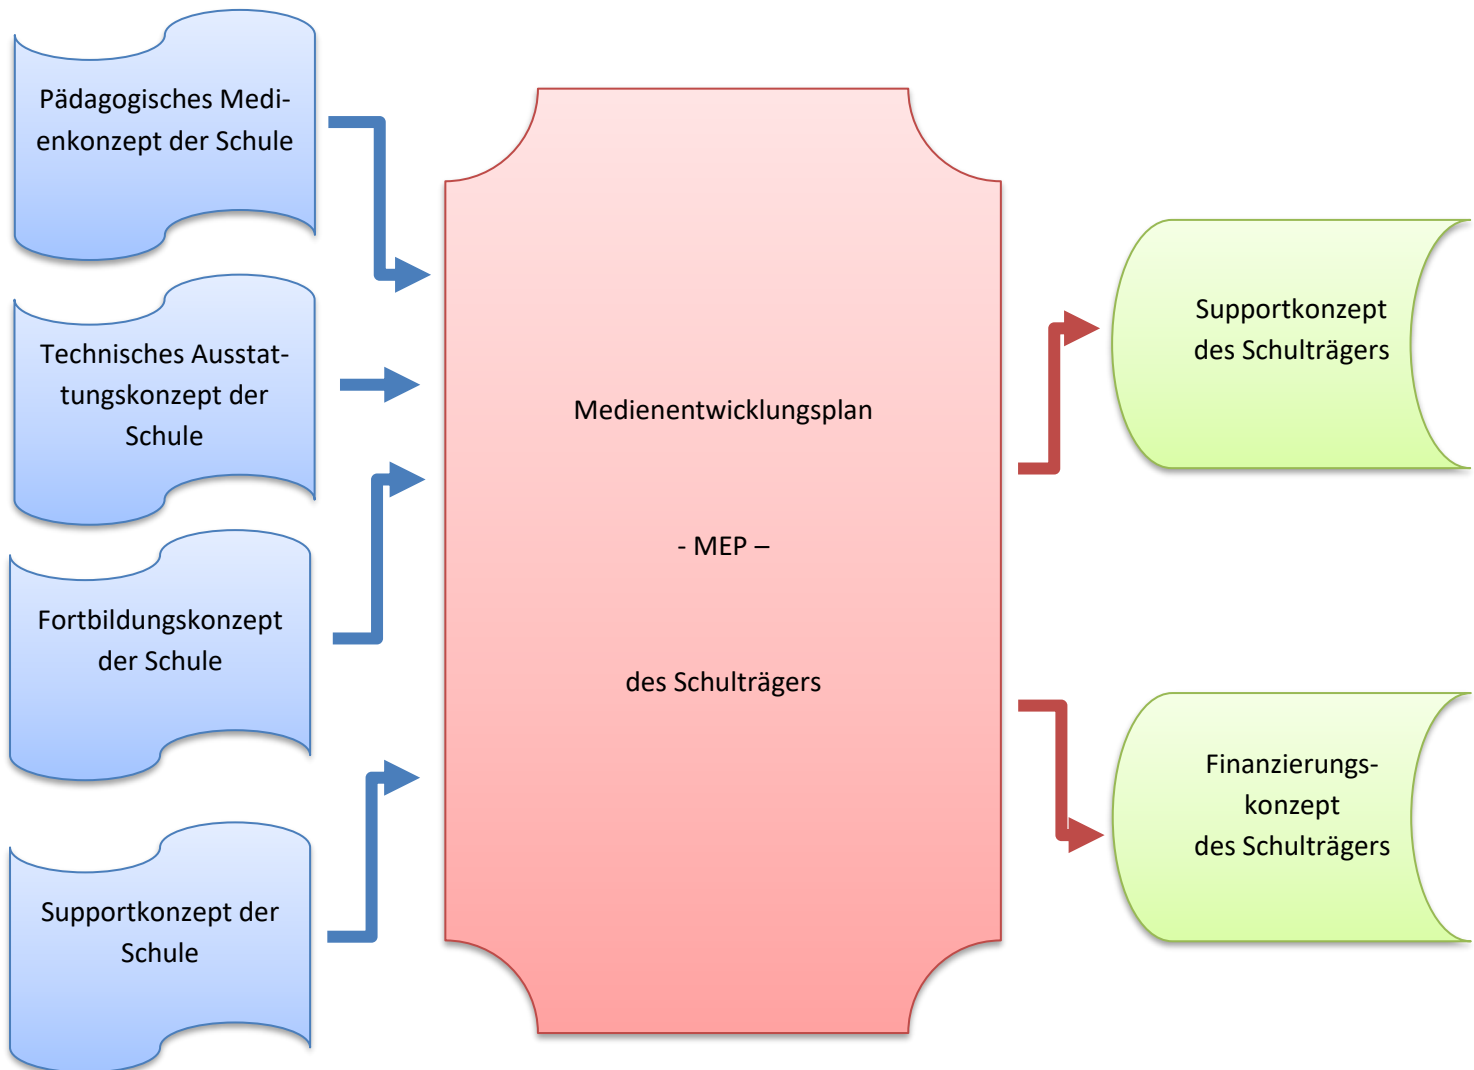 Pädagogisches Medi-
enkonzept der Schule
Technisches Ausstat-
tungskonzept der
Schule
Fortbildungskonzept
der Schule
Supportkonzept der
Schule
Medienentwicklungsplan
- MEP –
des Schulträgers
Supportkonzept
des Schulträgers
Finanzierungs-
konzept
des Schulträgers